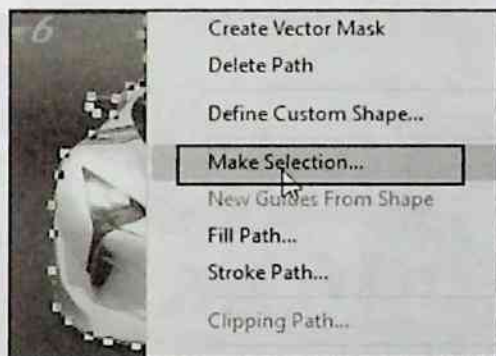 6
Create Vector Mask
Delete Path
Define Custom Shape...
Make Selection...
New Guides From Shape
Fill Path...
Stroke Path...
Clipping Path...